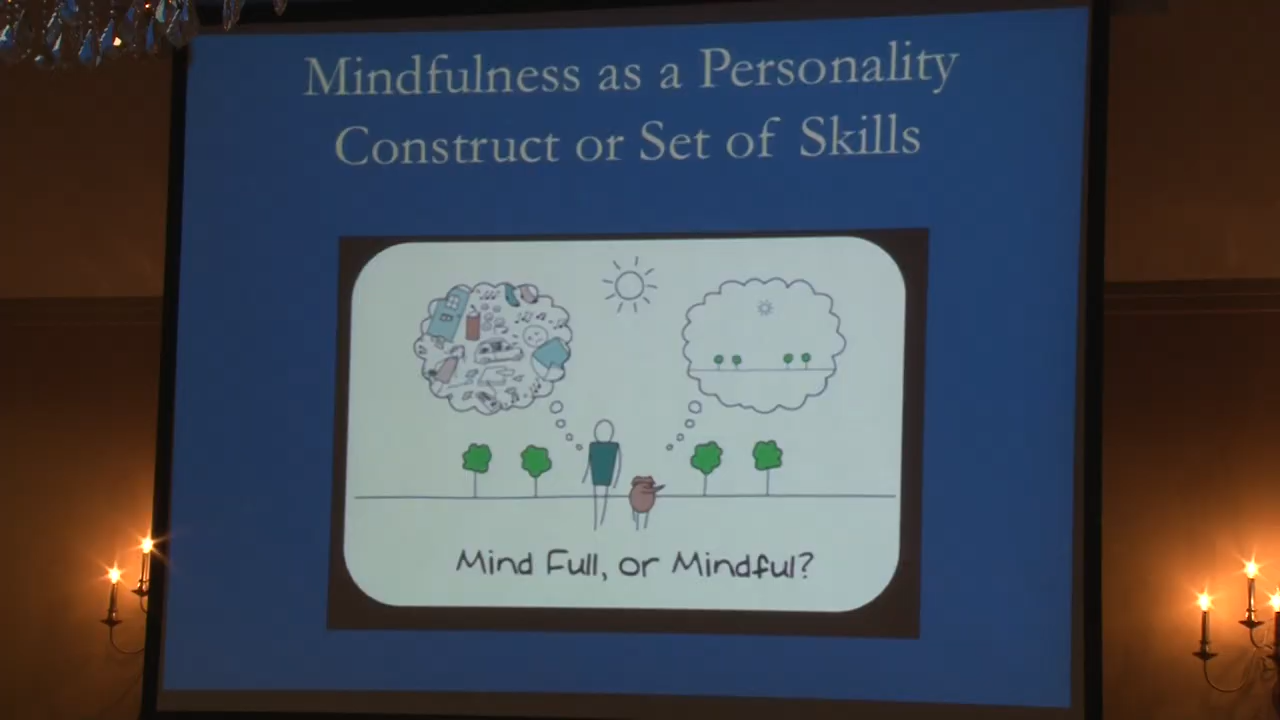 Mindfulness as a Personality
Construct or Set of Skills
Mind Full, or Mindful?